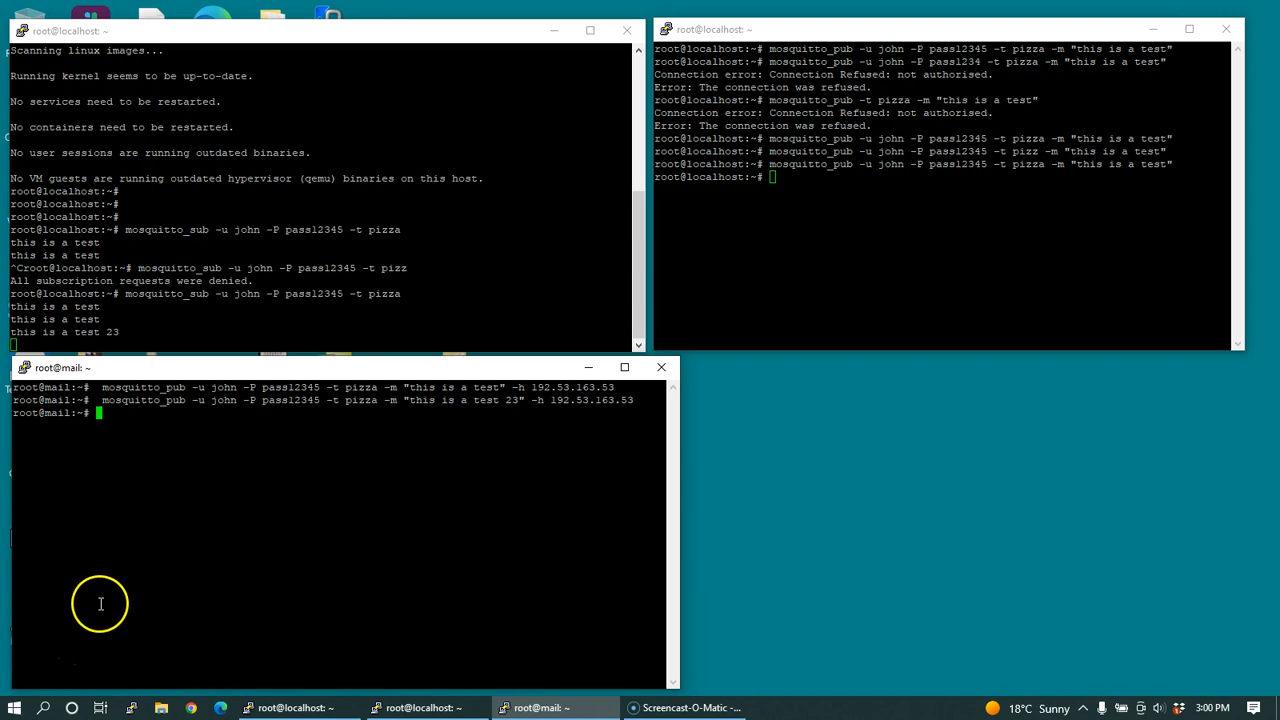 root@localhost: ~
Scanning linux images...
Running kernel seems to be up-to-date.
No services need to be restarted.
No containers need to be restarted.
No user sessions are running outdated binaries.
No VM guests are running outdated hypervisor (qemu) binaries on this host.
root@localhost:~#
root@localhost:~#
root@localhost:~#
root@localhost:~# mosquitto_sub -u john -P pass12345 -t pizza
this is a test
this is a test
^Croot@localhost:~# mosquitto_sub -u john -P pass12345 -t pizz
All subscription requests were denied.
root@localhost:~# mosquitto_sub -u john -P pass12345 -t pizza
this is a test
this is a test
this is a test 23
root@localhost: ~
root@localhost:~# mosquitto_pub -u john -P pass12345 -t pizza -m "this is a test"
root@localhost:~# mosquitto_pub -u john -P pass1234 -t pizza -m "this is a test"
Connection error: Connection Refused: not authorised.
Error: The connection was refused.
root@localhost:~# mosquitto_pub -t pizza -m "this is a test"
Connection error: Connection Refused: not authorised.
Error: The connection was refused.
root@localhost:~# mosquitto_pub -u john -P pass12345 -t pizza -m "this is a test"
root@localhost:~# mosquitto_pub -u john -P pass12345 -t pizz -m "this is a test"
root@localhost:~# mosquitto_pub -u john -P pass12345 -t pizza -m "this is a test"
root@localhost:~#
root@mail: ~
root@mail:~#  mosquitto_pub -u john -P pass12345 -t pizza -m "this is a test" -h 192.53.163.53
root@mail:~#  mosquitto_pub -u john -P pass12345 -t pizza -m "this is a test 23" -h 192.53.163.53
root@mail:~#
root@localhost: ~
root@localhost: ~
root@mail: ~
Screencast-O-Matic -...
18°C Sunny
3:00 PM